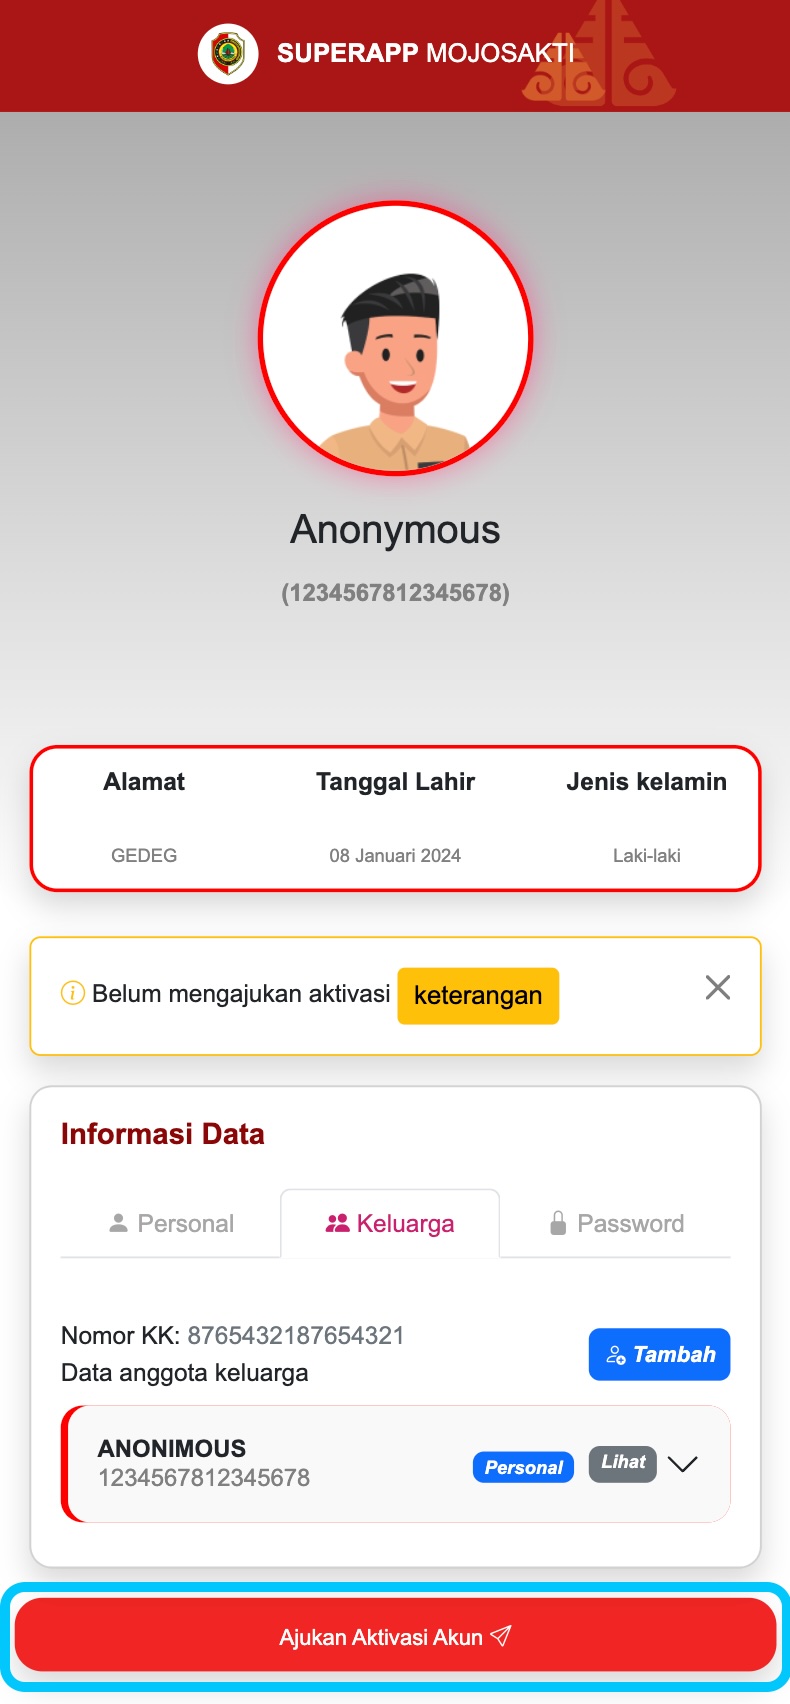 SUPERAPP MOJOSAKTI
Anonymous
(1234567812345678)
Alamat Tanggal Lahir Jenis kelamin
GEDEG 08 Januari 2024 Laki-laki
Belum mengajukan aktivasi keterangan
Informasi Data
Personal Keluarga Password
Nomor KK: 8765432187654321
Data anggota keluarga
Tambah
ANONIMOUS
1234567812345678
Personal Lihat
Ajukan Aktivasi Akun